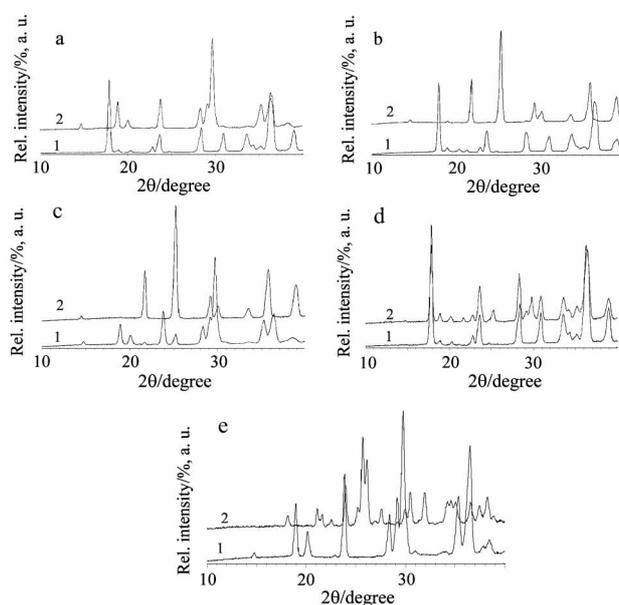 a
Rel. intensity/%, a. u.
2
1
10 20 30
2θ/degree
b
Rel. intensity/%, a. u.
2
1
10 20 30
2θ/degree
c
Rel. intensity/%, a. u.
2
1
10 20 30
2θ/degree
d
Rel. intensity/%, a. u.
2
1
10 20 30
2θ/degree
e
Rel. intensity/%, a. u.
2
1
10 20 30
2θ/degree